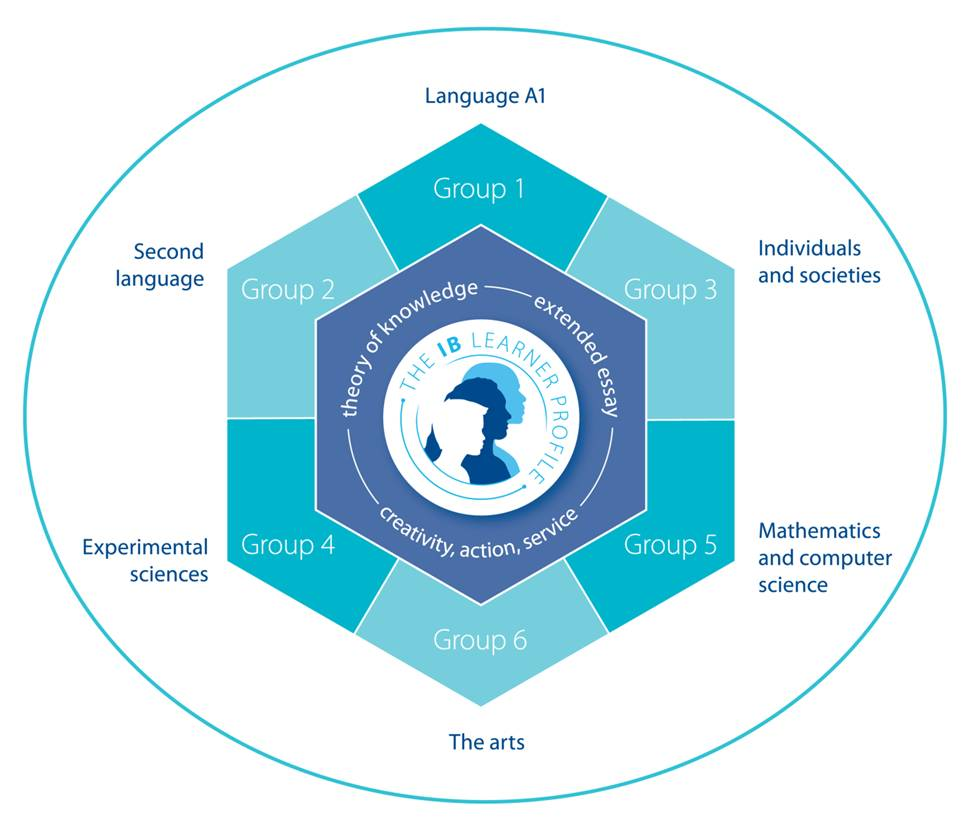 Language A1
Group 1
Second
language
Group 2
Group 3
Individuals
and societies
theory of knowledge
extended essay
THE IB LEARNER PROFILE
creativity, action, service
Experimental
sciences
Group 4
Group 5
Mathematics
and computer
science
Group 6
The arts